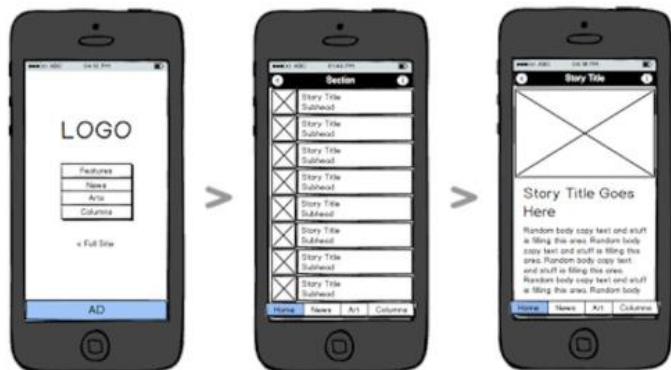 04:10 PM
LOGO
Features
News
Arts
Columns
< Full Site
AD
>
Section
Story Title
Subhead
Story Title
Subhead
Story Title
Subhead
Story Title
Subhead
Story Title
Subhead
Story Title
Subhead
Story Title
Subhead
Story Title
Subhead
Home News Art Columns
>
Story Title
Story Title Goes
Here
Random body copy text and stuff
is filling this area. Random body
copy text and stuff is filling this
area. Random body copy text
and stuff is filling this area.
Random body copy text and stuff
is filling this area. Random body
Home News Art Columns